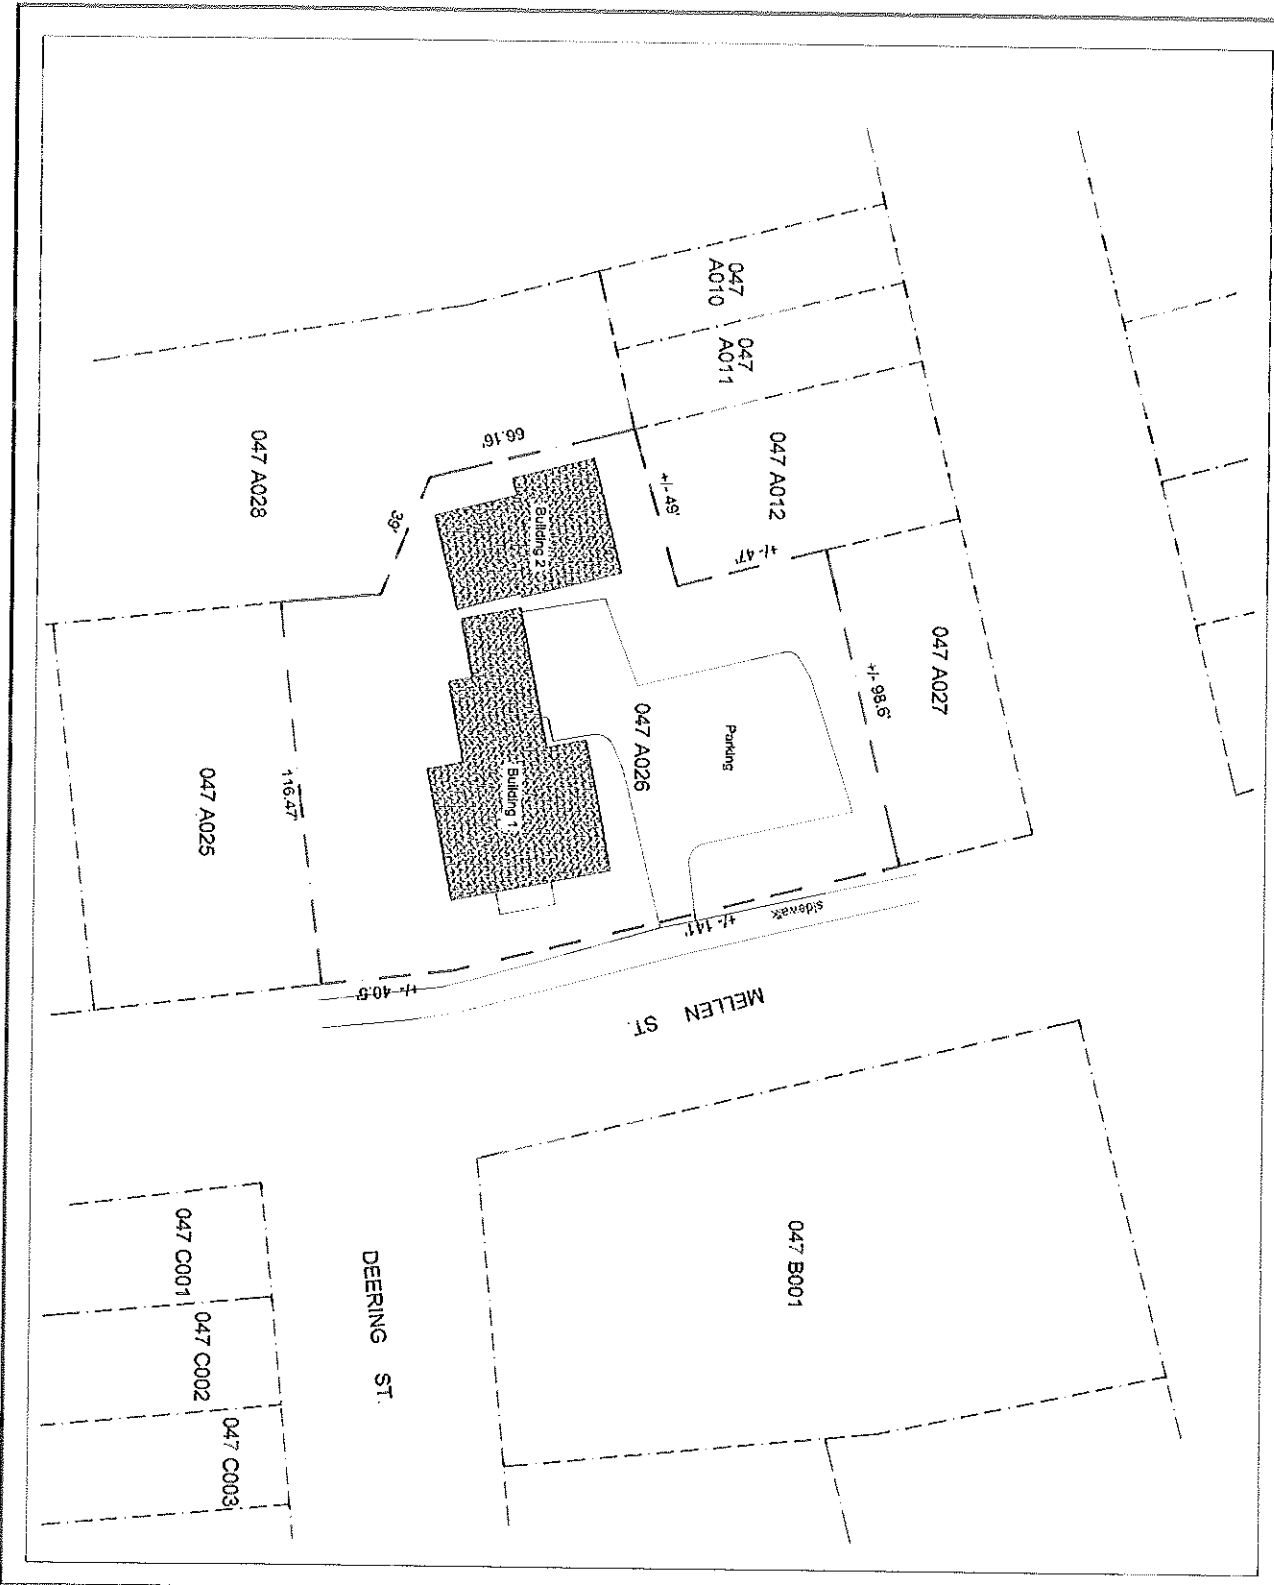 047
A010
047
A011
047 A012
047 A027
047 A028
66.16'
+/- 49'
+/- 47'
+/- 98.6'
39'
Building 2
047 A026
Parking
Building 1
047 A025
116.47'
sidewalk
+/- 141'
+/- 40.5'
MELLEN ST.
047 B001
DEERING ST.
047 C001
047 C002
047 C003